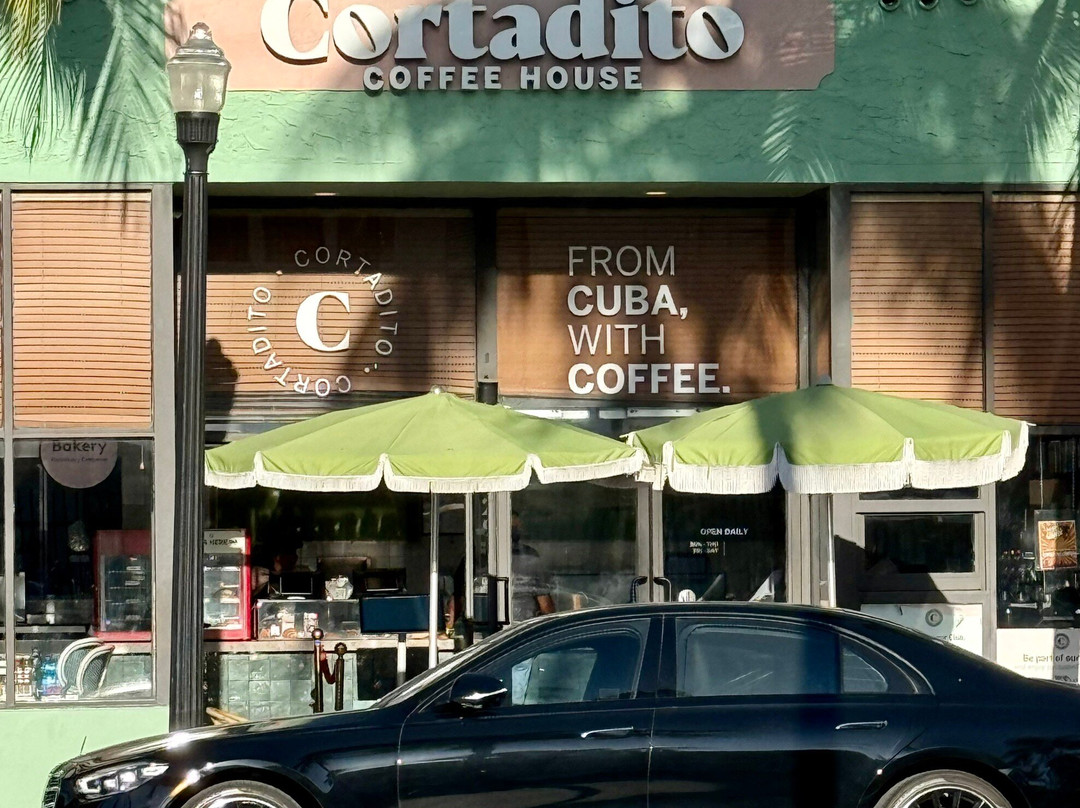 Cortadito
COFFEE HOUSE
CORTADITO · CORTADITO
C
FROM
CUBA,
WITH
COFFEE.
Bakery
OPEN DAILY
Be part of our